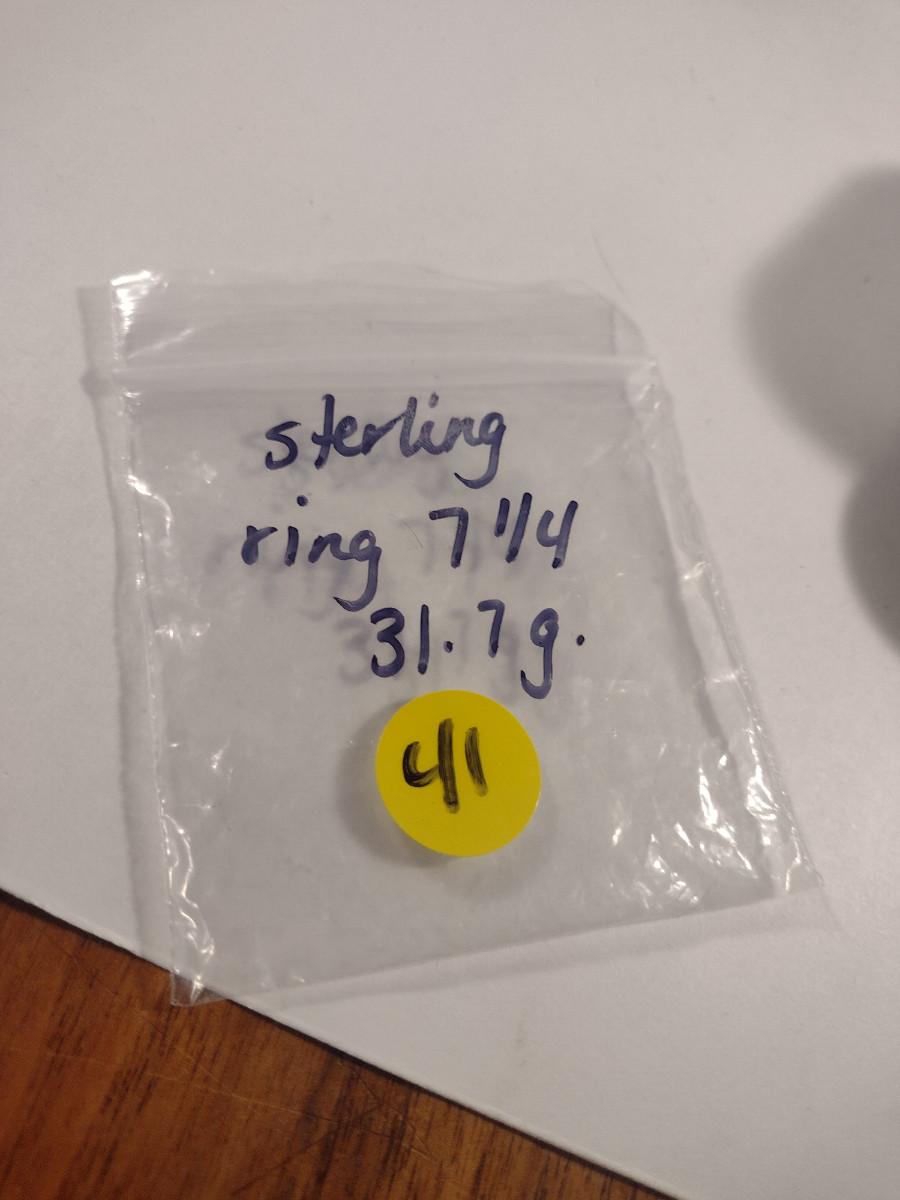 sterling
ring 7 1/4
31.7g.
41